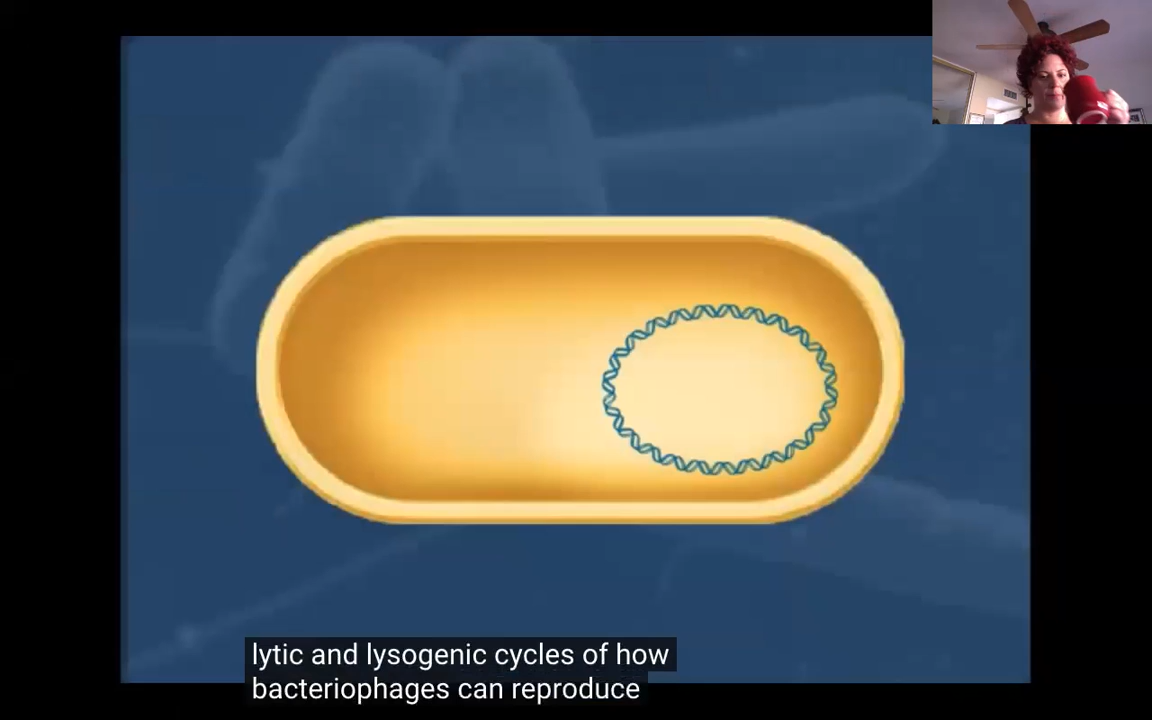 lytic and lysogenic cycles of how
bacteriophages can reproduce